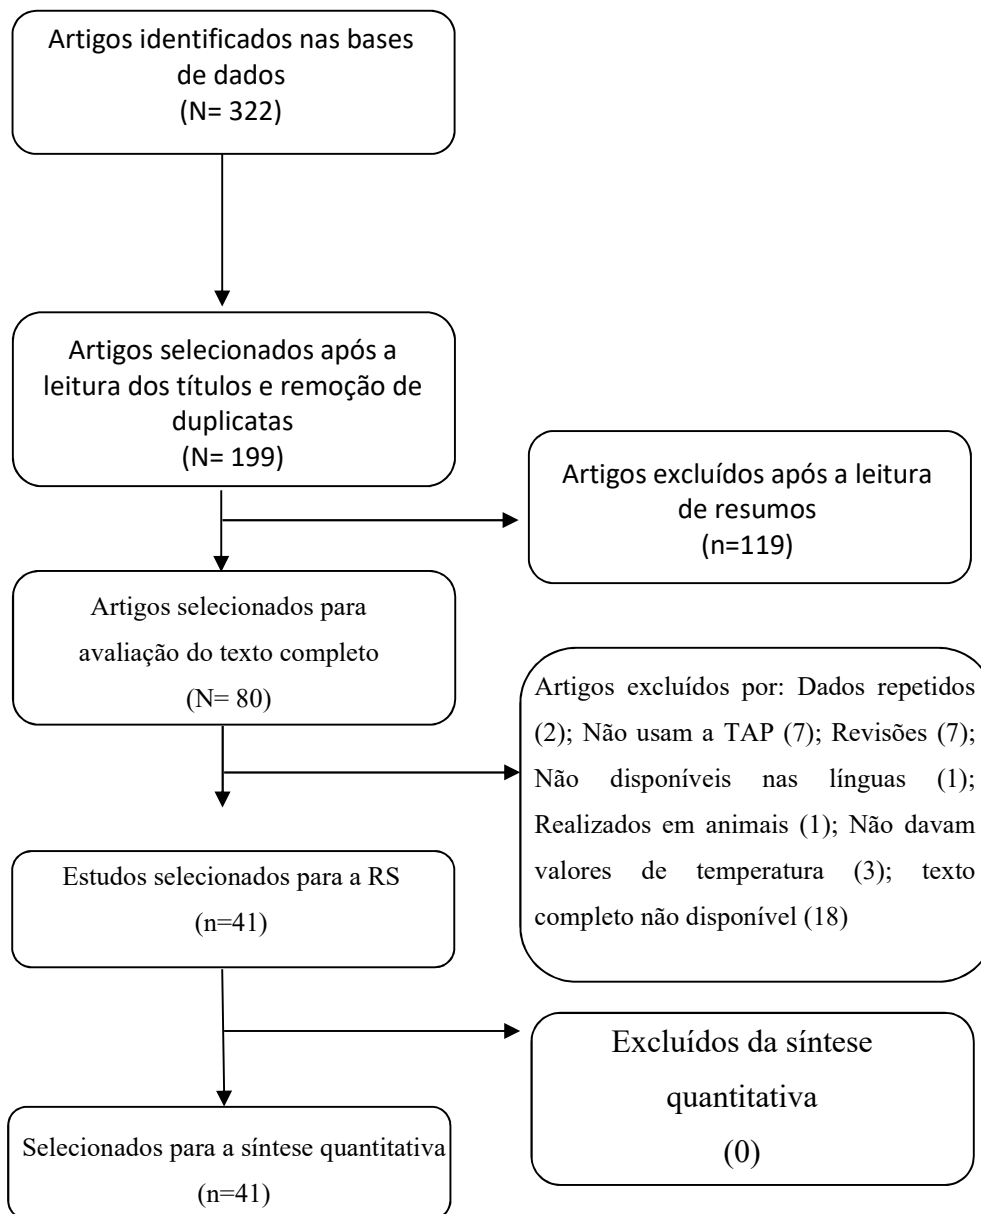 Artigos identificados nas bases
de dados
(N= 322)
Artigos selecionados após a
leitura dos títulos e remoção de
duplicatas
(N= 199)
Artigos excluídos após a leitura
de resumos
(n=119)
Artigos selecionados para
avaliação do texto completo
(N= 80)
Artigos excluídos por: Dados repetidos
(2); Não usam a TAP (7); Revisões (7);
Não disponíveis nas línguas (1);
Realizados em animais (1); Não davam
valores de temperatura (3); texto
completo não disponível (18)
Estudos selecionados para a RS
(n=41)
Excluídos da síntese
quantitativa
(0)
Selecionados para a síntese quantitativa
(n=41)